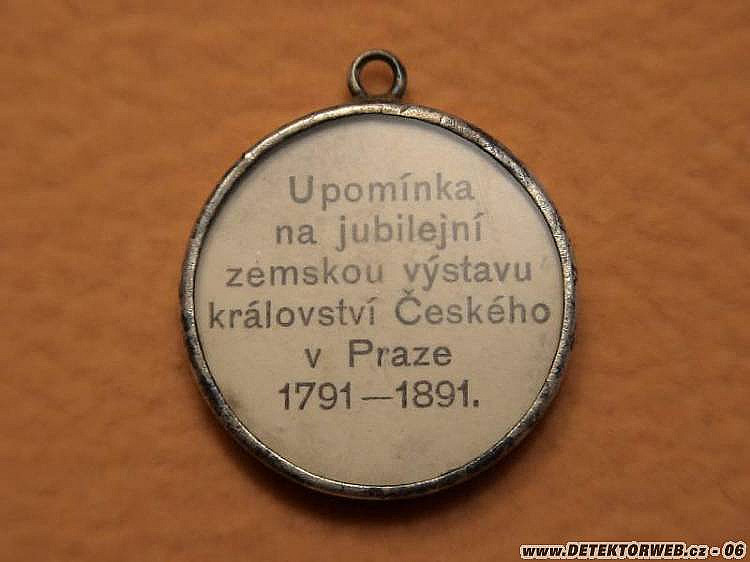 Upomínka
na jubilejní
zemskou výstavu
království Českého
v Praze
1791—1891.
www.DETEKTORWEB.cz - 06